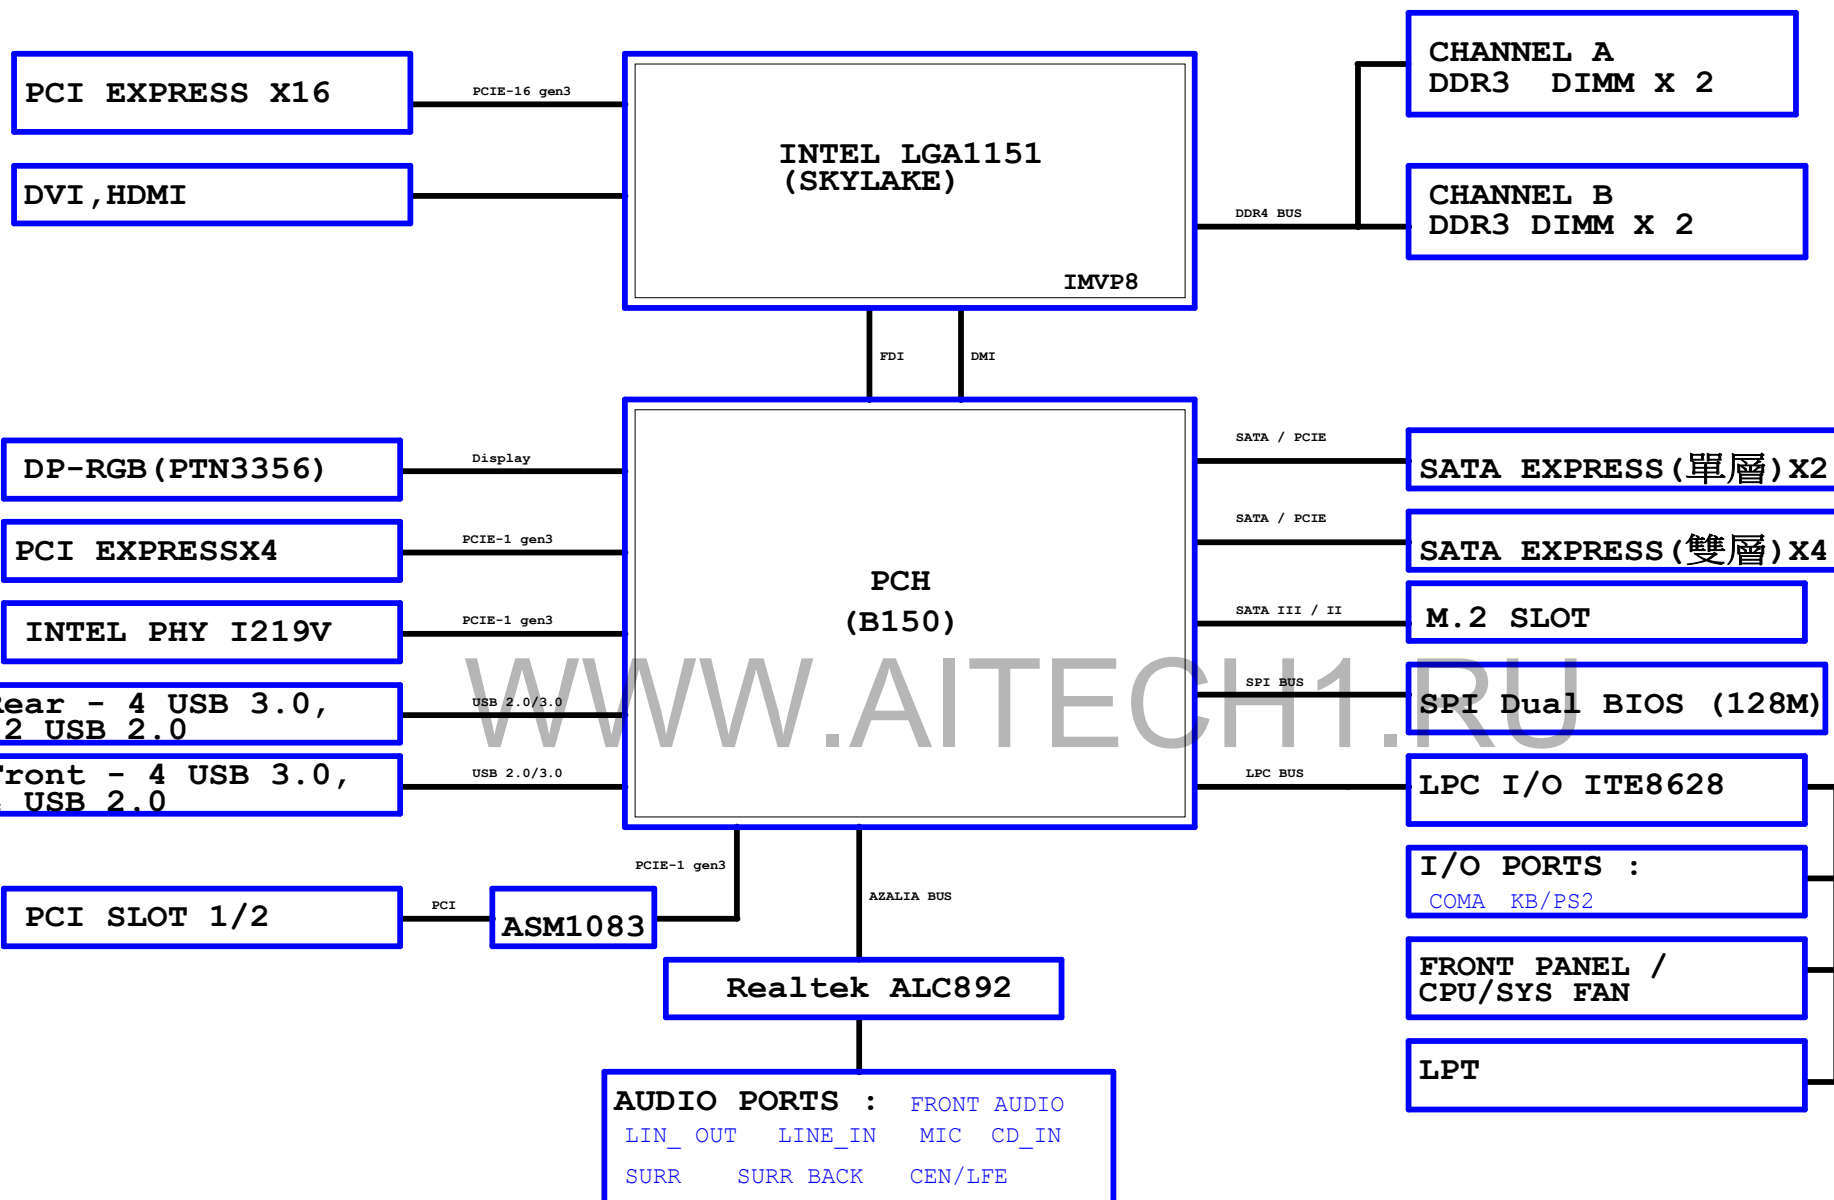 PCI EXPRESS X16
PCIE-16 gen3
DVI,HDMI
INTEL LGA1151
(SKYLAKE)
IMVP8
DDR4 BUS
CHANNEL A
DDR3 DIMM X 2
CHANNEL B
DDR3 DIMM X 2
FDI
DMI
DP-RGB(PTN3356)
Display
PCI EXPRESSX4
PCIE-1 gen3
INTEL PHY I219V
PCIE-1 gen3
Rear - 4 USB 3.0,
2 USB 2.0
USB 2.0/3.0
Front - 4 USB 3.0,
USB 2.0
USB 2.0/3.0
PCH
(B150)
SATA / PCIE
SATA EXPRESS(單層)X2
SATA / PCIE
SATA EXPRESS(雙層)X4
SATA III / II
M.2 SLOT
SPI BUS
SPI Dual BIOS (128M)
LPC BUS
LPC I/O ITE8628
I/O PORTS :
COMA KB/PS2
FRONT PANEL /
CPU/SYS FAN
LPT
WWW.AITECH1.RU
PCI SLOT 1/2
PCI
ASM1083
PCIE-1 gen3
AZALIA BUS
Realtek ALC892
AUDIO PORTS : FRONT AUDIO
LIN_ OUT LINE_IN MIC CD_IN
SURR SURR BACK CEN/LFE